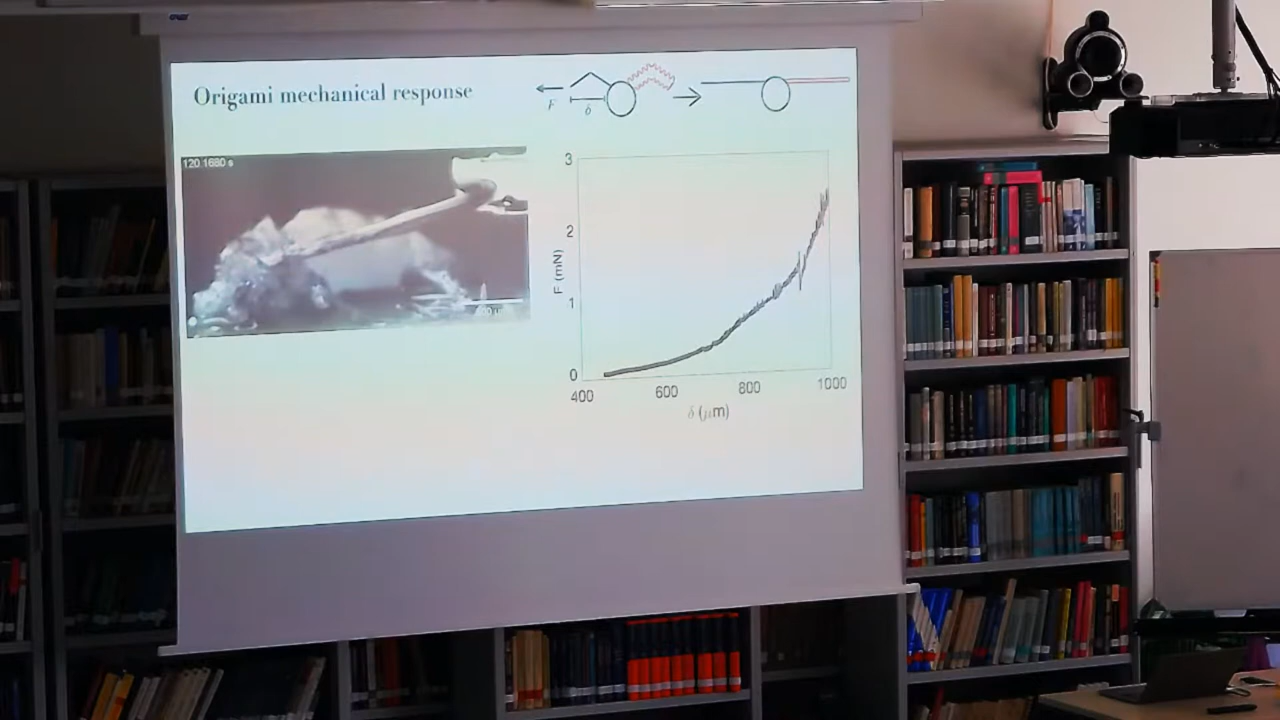 Origami mechanical response
F
δ
120.1680 s
3
2
1
0
F (mN)
400
600
800
1000
δ (μm)